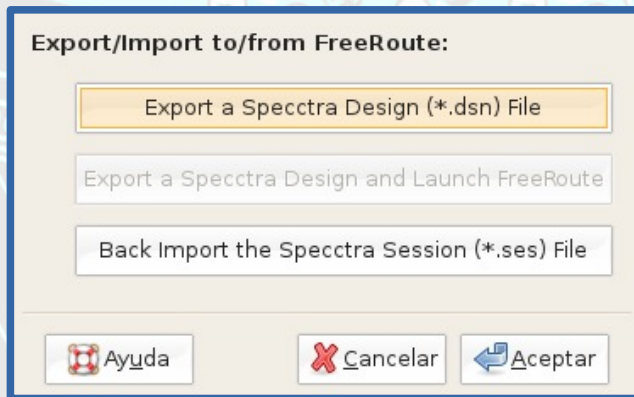 Export/Import to/from FreeRoute:
Export a Specctra Design (*.dsn) File
Export a Specctra Design and Launch FreeRoute
Back Import the Specctra Session (*.ses) File
Ayuda
Cancelar
Aceptar